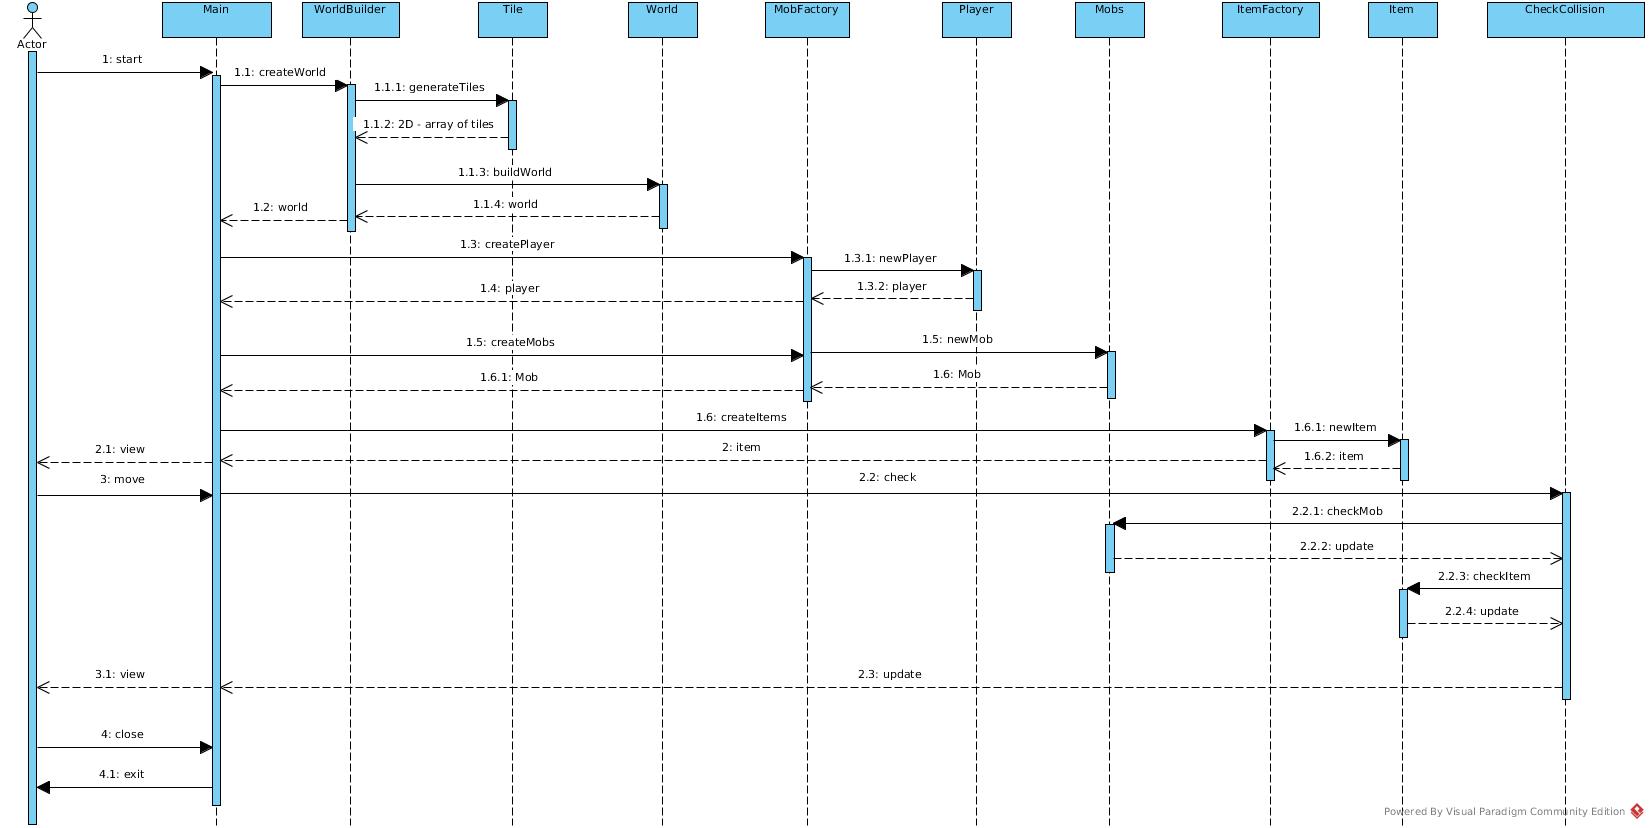 Main
WorldBuilder
Tile
World
MobFactory
Player
Mobs
ItemFactory
Item
CheckCollision
Actor
1: start
1.1: createWorld
1.1.1: generateTiles
1.1.2: 2D - array of tiles
1.1.3: buildWorld
1.1.4: world
1.2: world
1.3: createPlayer
1.3.1: newPlayer
1.3.2: player
1.4: player
1.5: createMobs
1.5: newMob
1.6: Mob
1.6.1: Mob
1.6: createItems
1.6.1: newItem
1.6.2: item
2: item
2.1: view
3: move
2.2: check
2.2.1: checkMob
2.2.2: update
2.2.3: checkItem
2.2.4: update
2.3: update
3.1: view
4: close
4.1: exit
Powered By Visual Paradigm Community Edition